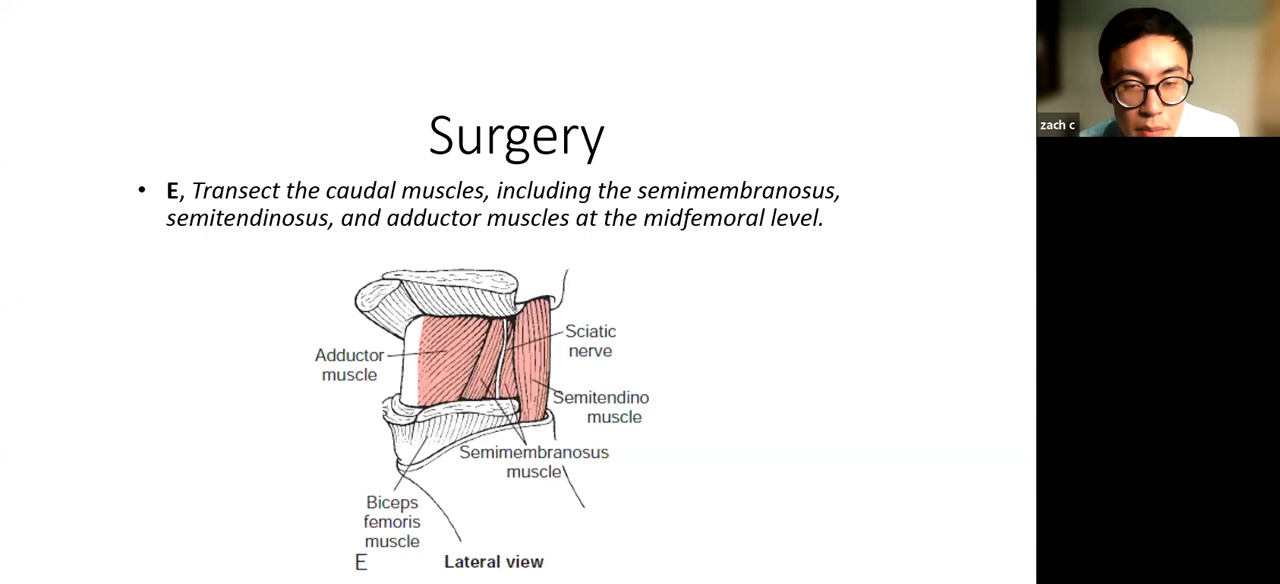 Surgery
• E, Transect the caudal muscles, including the semimembranosus,
semitendinosus, and adductor muscles at the midfemoral level.
Sciatic
nerve
Adductor
muscle
Semitendino
muscle
Semimembranosus
muscle
Biceps
femoris
muscle
E
Lateral view
zach c